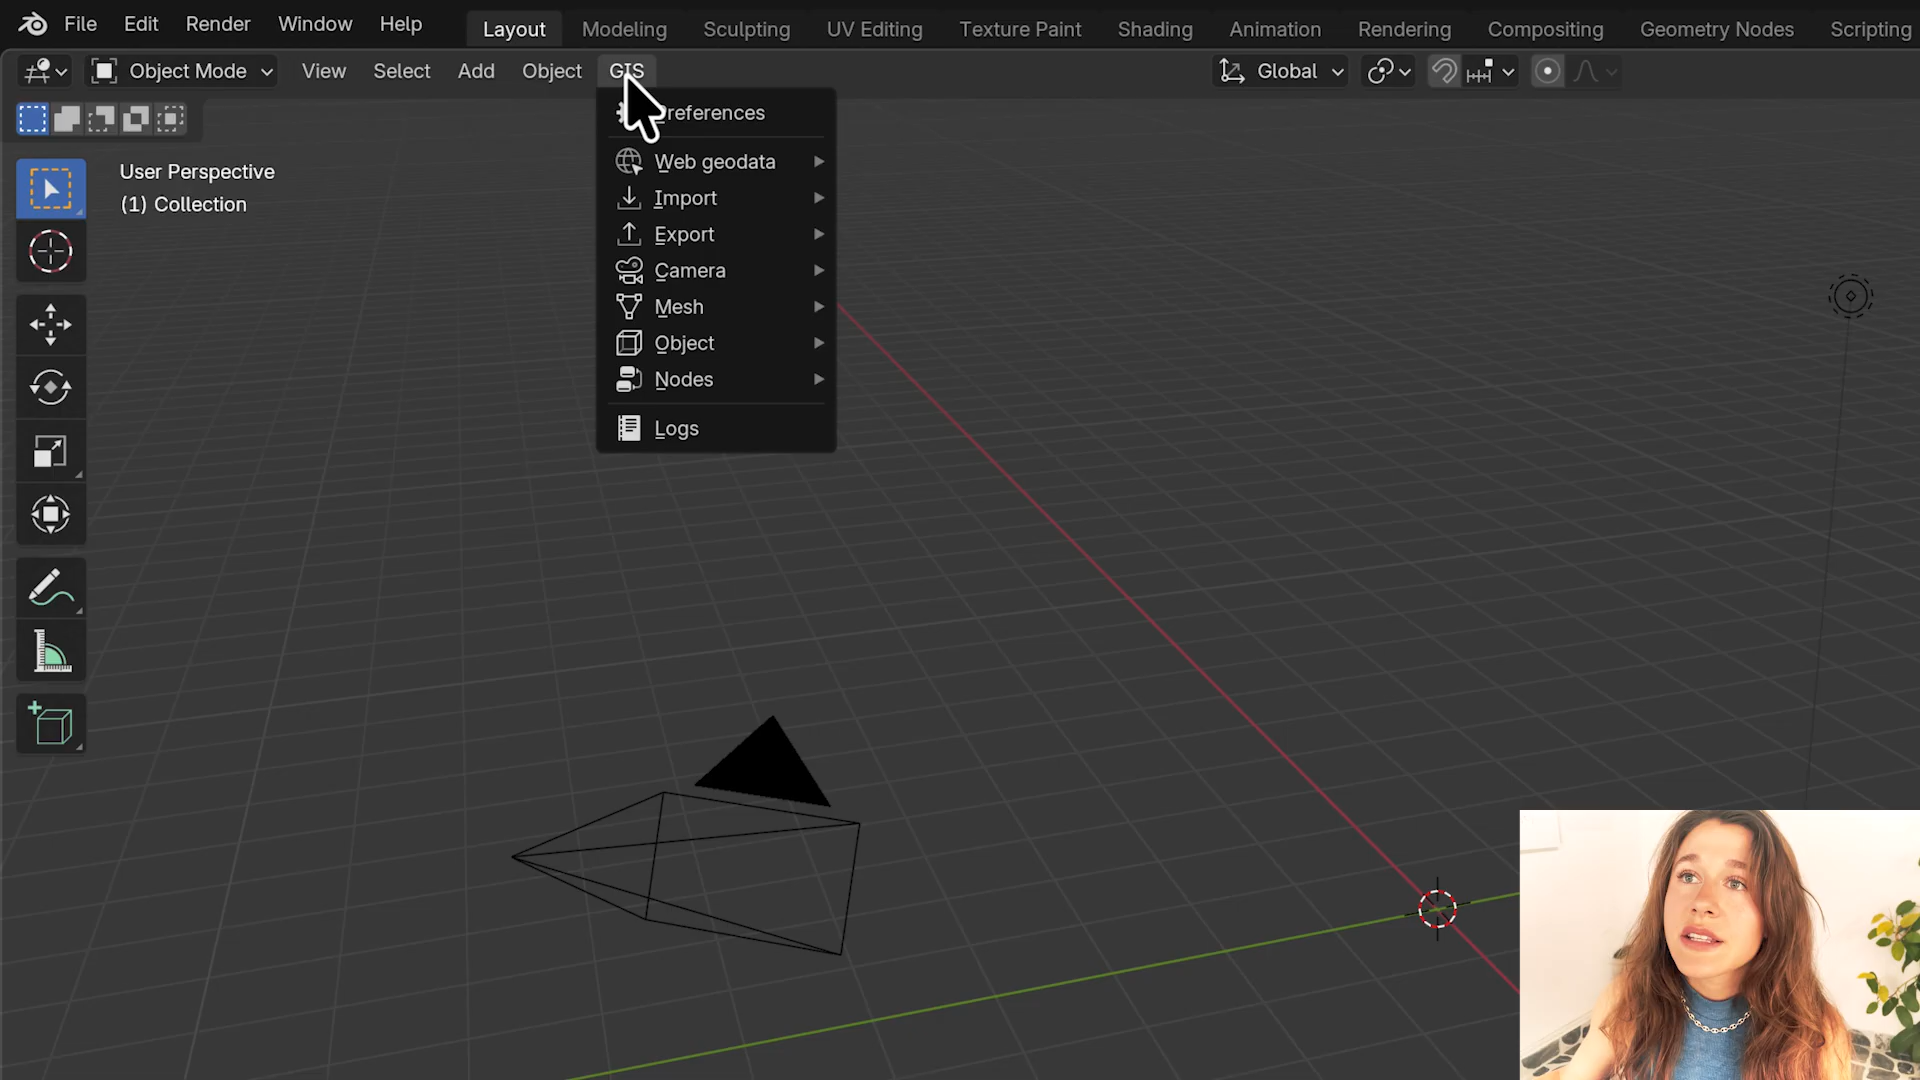 File Edit Render Window Help Layout Modeling Sculpting UV Editing Texture Paint Shading Animation Rendering Compositing Geometry Nodes Scripting
Object Mode View Select Add Object GIS Global
Preferences
User Perspective
(1) Collection
Web geodata
Import
Export
Camera
Mesh
Object
Nodes
Logs